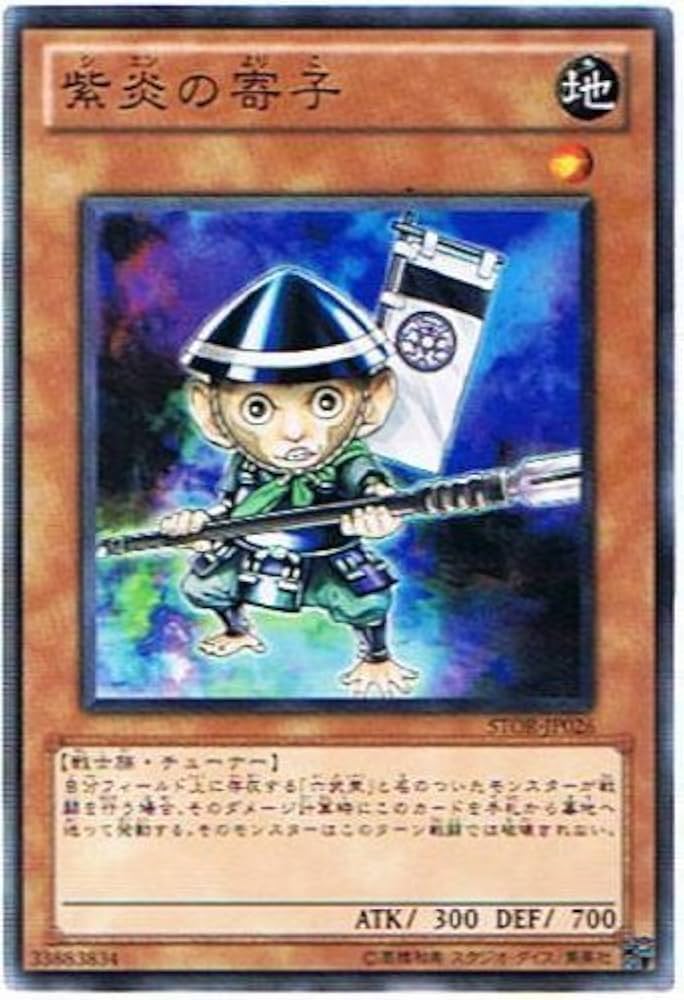 紫炎の寄子
シエン よりこ
地
STOR-JP026
【戦士族・チューナー】
自分フィールド上に存在する「六武衆」と名のついたモンスターが戦
闘を行う場合、そのダメージ計算時にこのカードを手札から墓地へ
送って発動する。そのモンスターはこのターン戦闘では破壊されない。
ATK/ 300 DEF/ 700
33883834
©高橋和希 スタジオ・ダイス/集英社